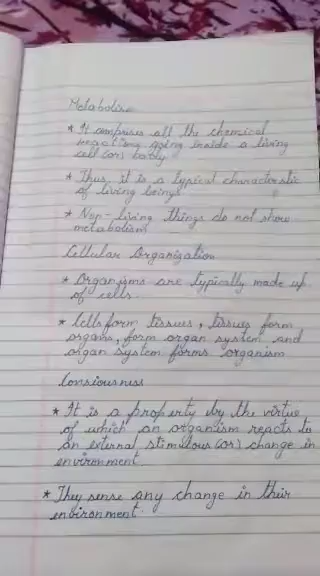 Metabolism
* It comprises all the chemical
reactions going inside a living
cell (or) body
* Thus, it is a typical characteristic
of living beings
* Non-living things do not show
metabolism
Cellular Organisation
* Organisms are typically made up
of cells.
* Cells form tissues, tissues form
organs, form organ system and
organ system forms organism
Consiousness
* It is a property by the virtue
of which an organism reacts to
an external stimulous (or) change in
environment
* They sense any change in their
environment.